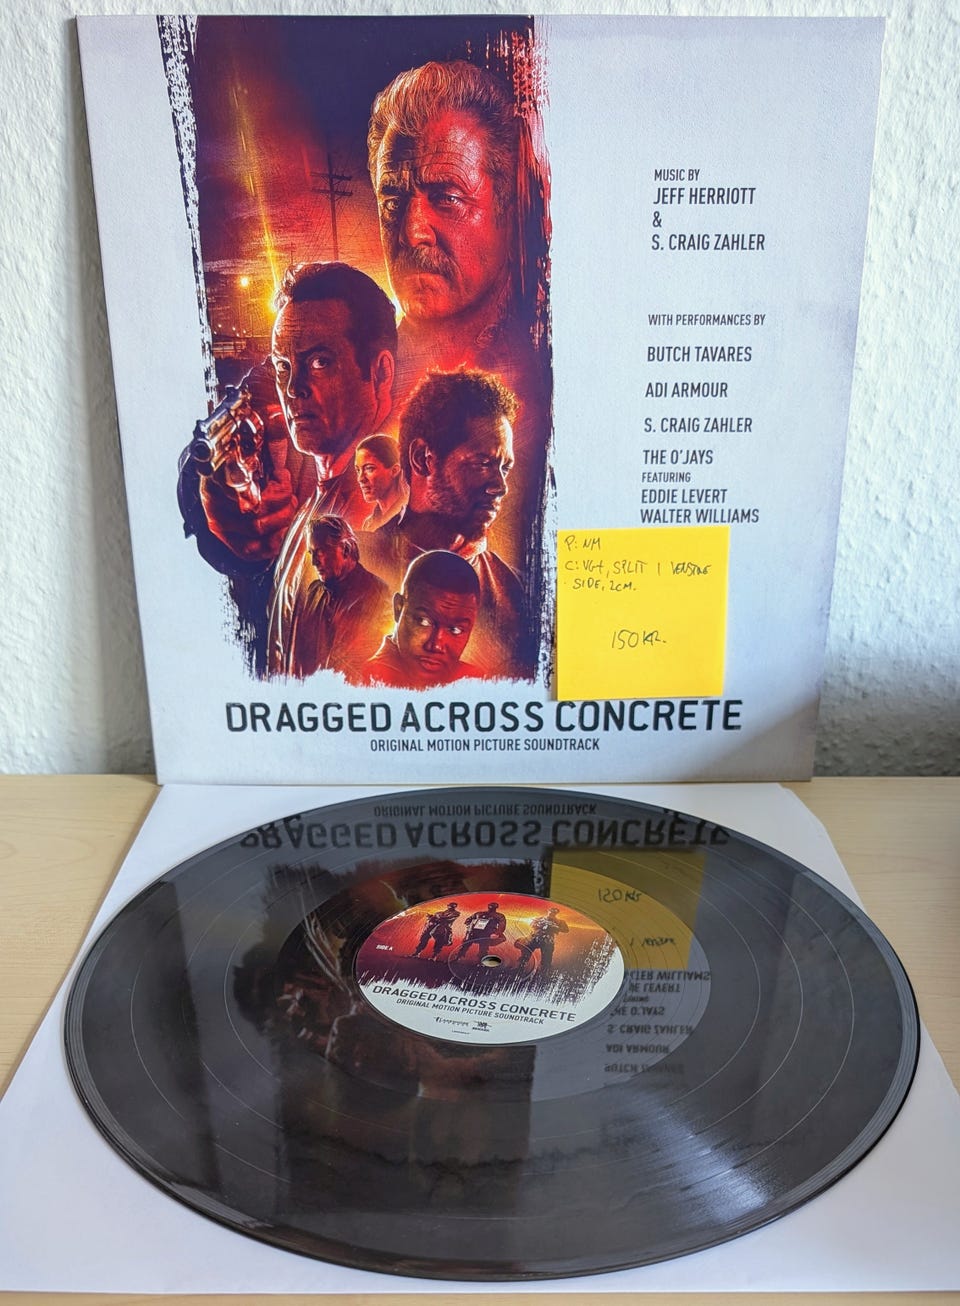 MUSIC BY
JEFF HERRIOTT
&
S. CRAIG ZAHLER
WITH PERFORMANCES BY
BUTCH TAVARES
ADI ARMOUR
S. CRAIG ZAHLER
THE O'JAYS
FEATURING
EDDIE LEVERT
WALTER WILLIAMS
P: NM
C: VG+, SPLIT I VENSTRE
SIDE, 2CM.
150 KR.
DRAGGED ACROSS CONCRETE
ORIGINAL MOTION PICTURE SOUNDTRACK
SIDE A
DRAGGED ACROSS CONCRETE
ORIGINAL MOTION PICTURE SOUNDTRACK